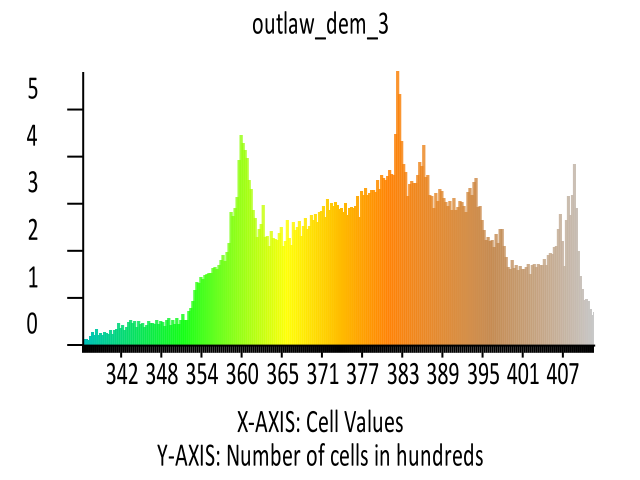 outlaw_dem_3
5
4
3
2
1
0
342 348 354 360 365 371 377 383 389 395 401 407
X-AXIS: Cell Values
Y-AXIS: Number of cells in hundreds